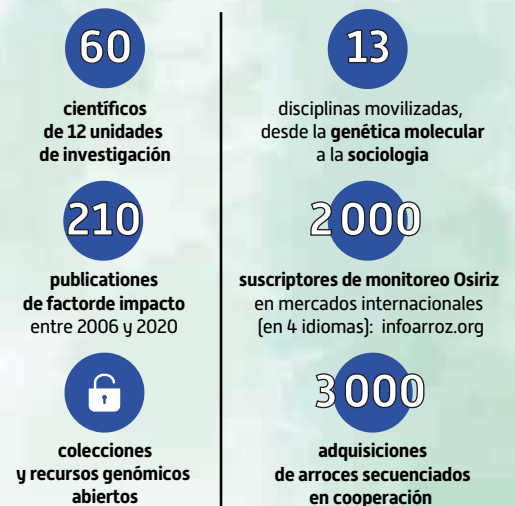 60
científicos
de 12 unidades
de investigación
210
publicationes
de factorde impacto
entre 2006 y 2020
colecciones
y recursos genómicos
abiertos
13
disciplinas movilizadas,
desde la genética molecular
a la sociologia
2 000
suscriptores de monitoreo Osiriz
en mercados internacionales
(en 4 idiomas): infoarroz.org
3 000
adquisiciones
de arroces secuenciados
en cooperación